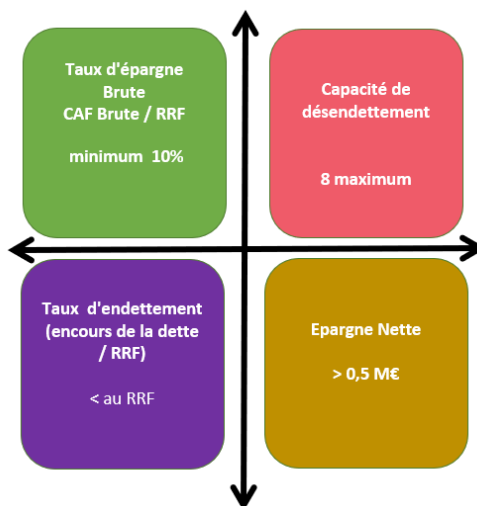 Taux d'épargne
Brute
CAF Brute / RRF
minimum 10%
Capacité de
désendettement
8 maximum
Taux d'endettement
(encours de la dette
/ RRF)
< au RRF
Epargne Nette
> 0,5 M€